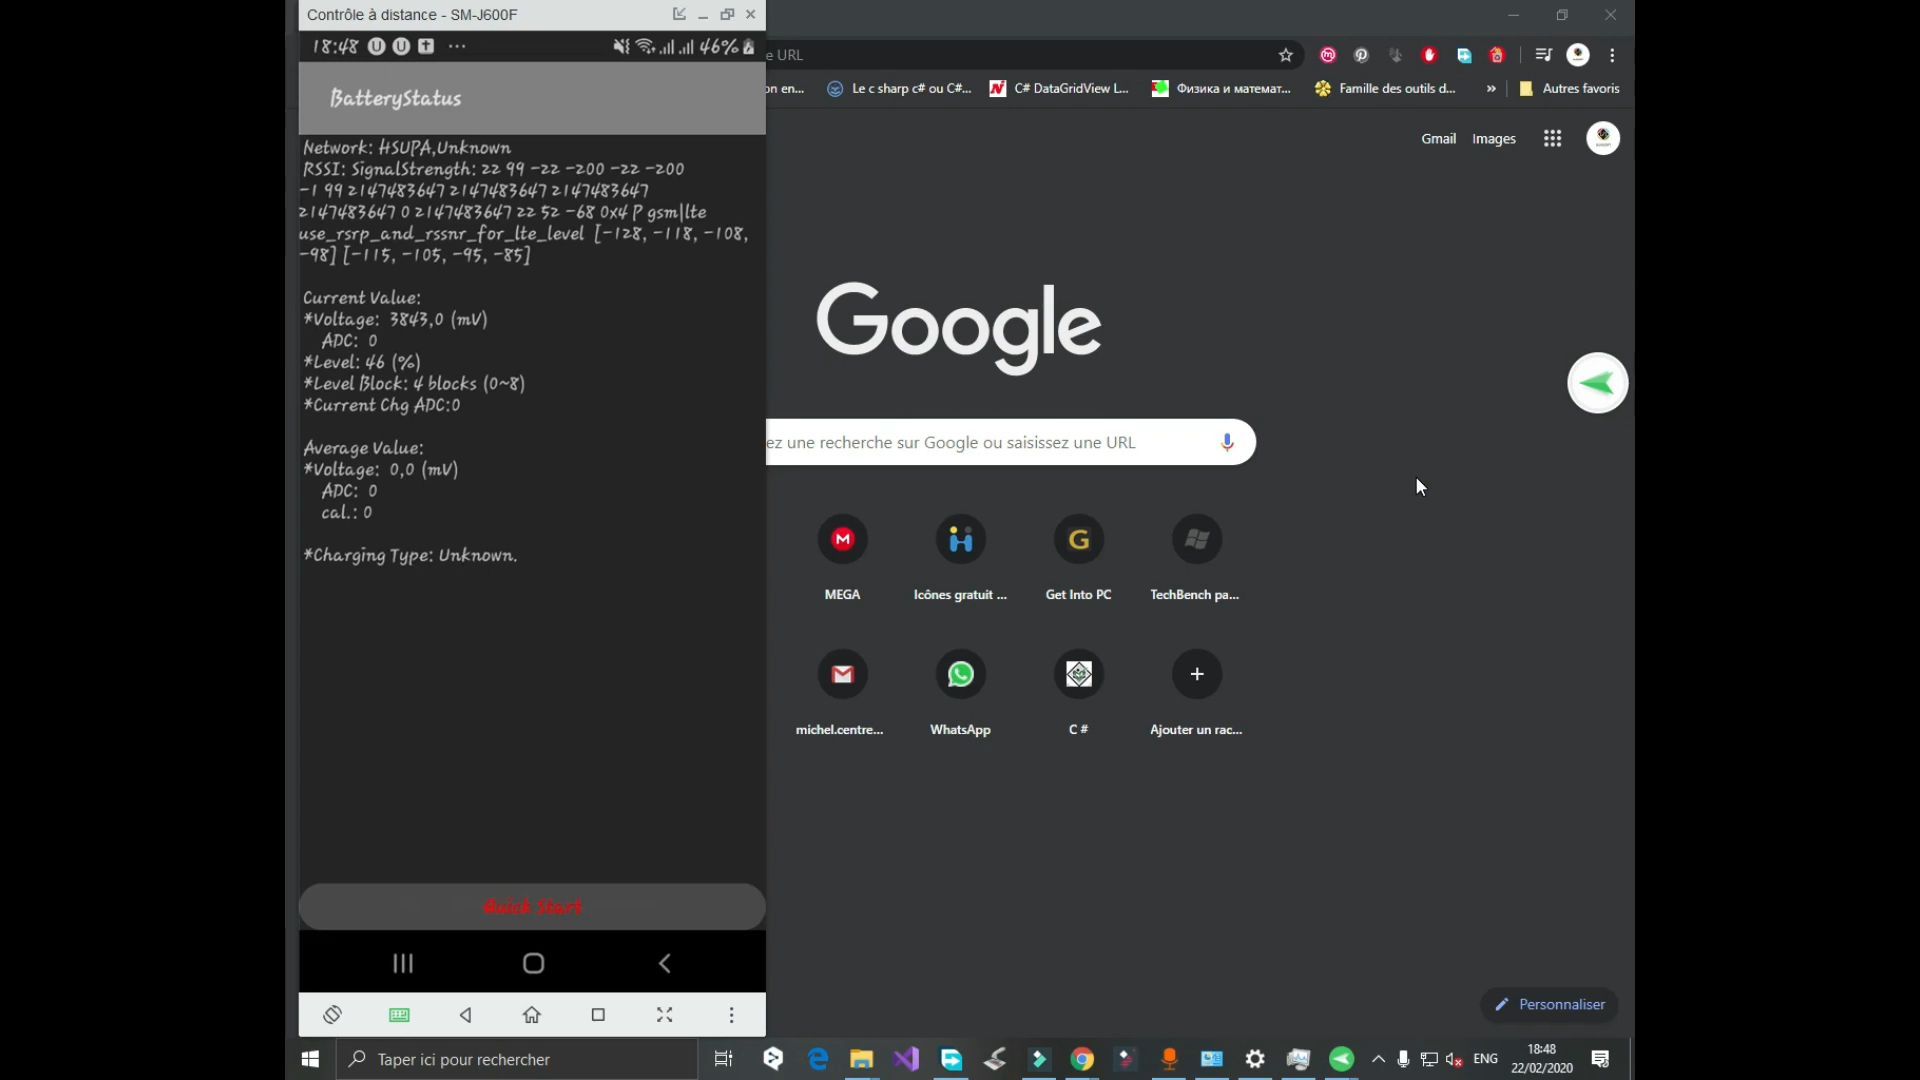 Contrôle à distance - SM-J600F
18:48
46%
BatteryStatus
Network: HSUPA,Unknown
RSSI: SignalStrength: 22 99 -22 -200 -22 -200
-1 99 2147483647 2147483647 2147483647
2147483647 0 2147483647 22 52 -68 0x4 P gsm|lte
use_rsrp_and_rssnr_for_lte_level [-128, -118, -108,
-98] [-115, -105, -95, -85]
Current Value:
*Voltage: 3843,0 (mV)
ADC: 0
*Level: 46 (%)
*Level Block: 4 blocks (0~8)
*Current Chg ADC:0
Average Value:
*Voltage: 0,0 (mV)
ADC: 0
cal.: 0
*Charging Type: Unknown.
Quick Start
e URL
on en...
Le c sharp c# ou C#...
C# DataGridView L...
Физика и математ...
Famille des outils d...
»
Autres favoris
Gmail
Images
Google
ez une recherche sur Google ou saisissez une URL
MEGA
Icônes gratuit ...
Get Into PC
TechBench pa...
michel.centre...
WhatsApp
C #
Ajouter un rac...
Personnaliser
Taper ici pour rechercher
ENG
18:48
22/02/2020